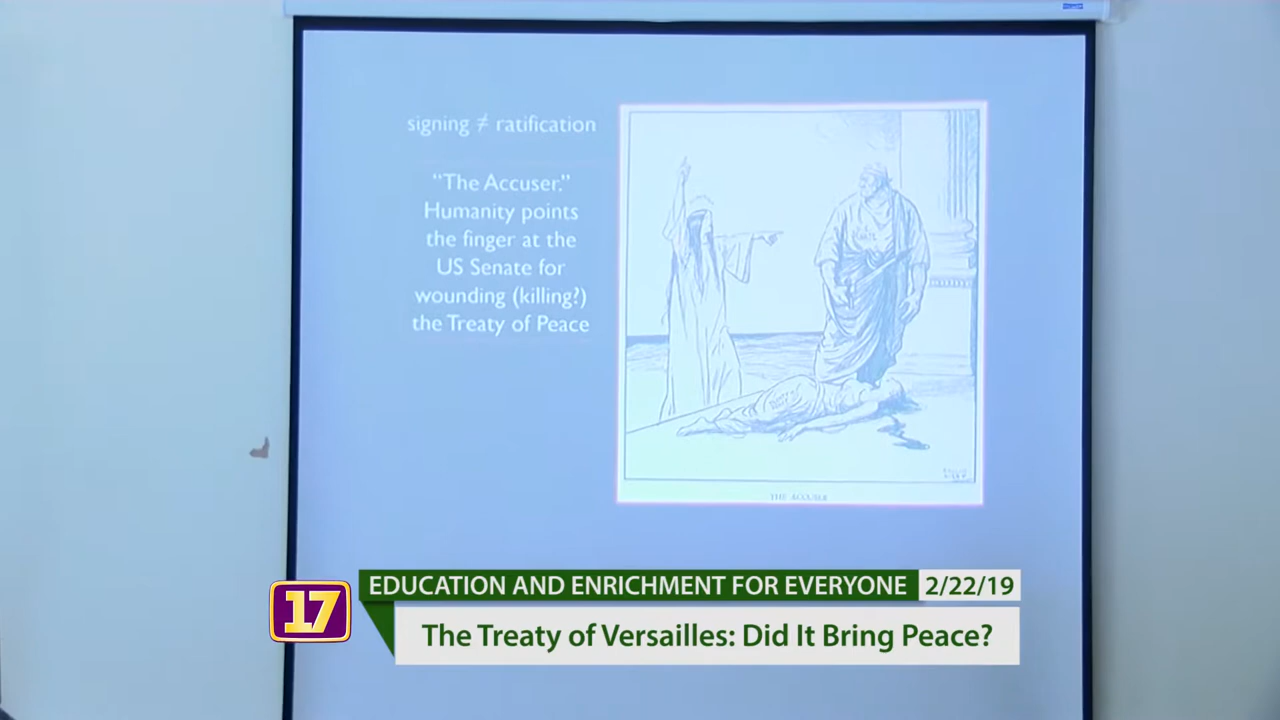 signing ≠ ratification
“The Accuser.”
Humanity points
the finger at the
US Senate for
wounding (killing?)
the Treaty of Peace
THE ACCUSER
17
EDUCATION AND ENRICHMENT FOR EVERYONE
2/22/19
The Treaty of Versailles: Did It Bring Peace?